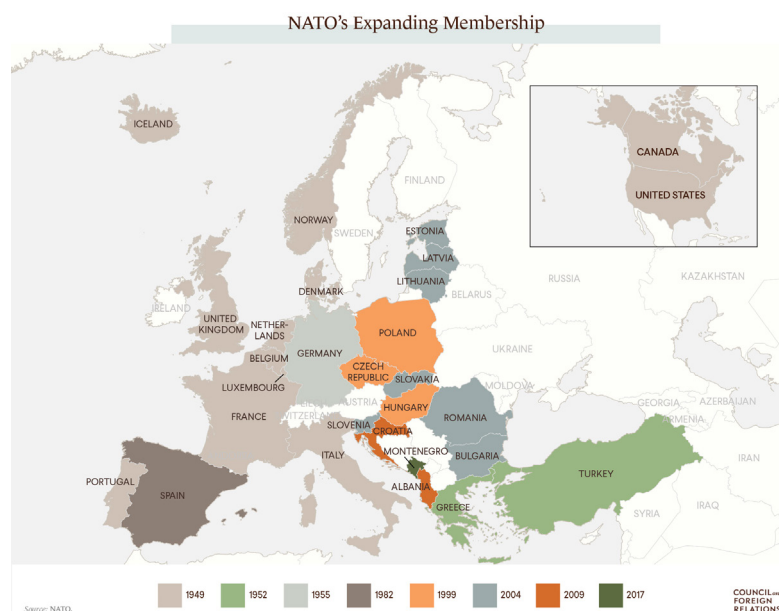 NATO's Expanding Membership
ICELAND
CANADA
UNITED STATES
FINLAND
NORWAY
SWEDEN
ESTONIA
LATVIA
LITHUANIA
RUSSIA
KAZAKHSTAN
DENMARK
BELARUS
IRELAND
UNITED
KINGDOM
NETHER-
LANDS
POLAND
GERMANY
BELGIUM
UKRAINE
CZECH
REPUBLIC
LUXEMBOURG
SLOVAKIA
MOLDOVA
AUSTRIA
FRANCE
HUNGARY
SLOVENIA
ROMANIA
GEORGIA
AZERBAIJAN
CROATIA
ARMENIA
MONTENEGRO
ITALY
BULGARIA
PORTUGAL
SPAIN
ALBANIA
GREECE
TURKEY
IRAN
SYRIA
IRAQ
1949
1952
1955
1982
1999
2004
2009
2017
Source: NATO.
COUNCIL on
FOREIGN
RELATIONS